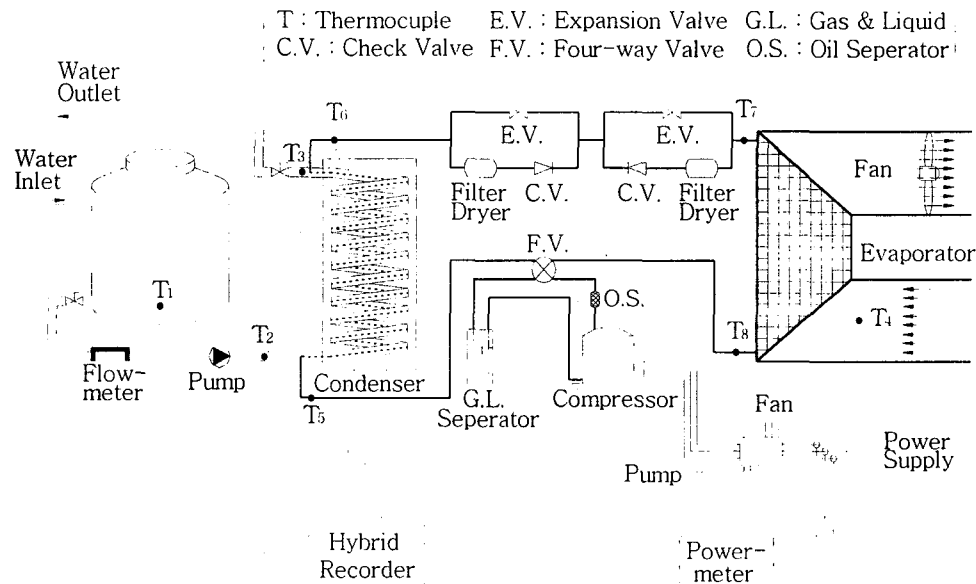 T : Thermocuple E.V. : Expansion Valve G.L. : Gas & Liquid
C.V. : Check Valve F.V. : Four-way Valve O.S. : Oil Seperator
Water
Outlet
Water
Inlet
T6
T3
E.V.
E.V.
T7
Filter
Dryer
C.V.
C.V.
Filter
Dryer
Fan
F.V.
Evaporator
O.S.
T1
T2
T4
T8
Flow-
meter
Pump
Condenser
T5
G.L.
Seperator
Compressor
Fan
Pump
Power
Supply
Hybrid
Recorder
Power-
meter